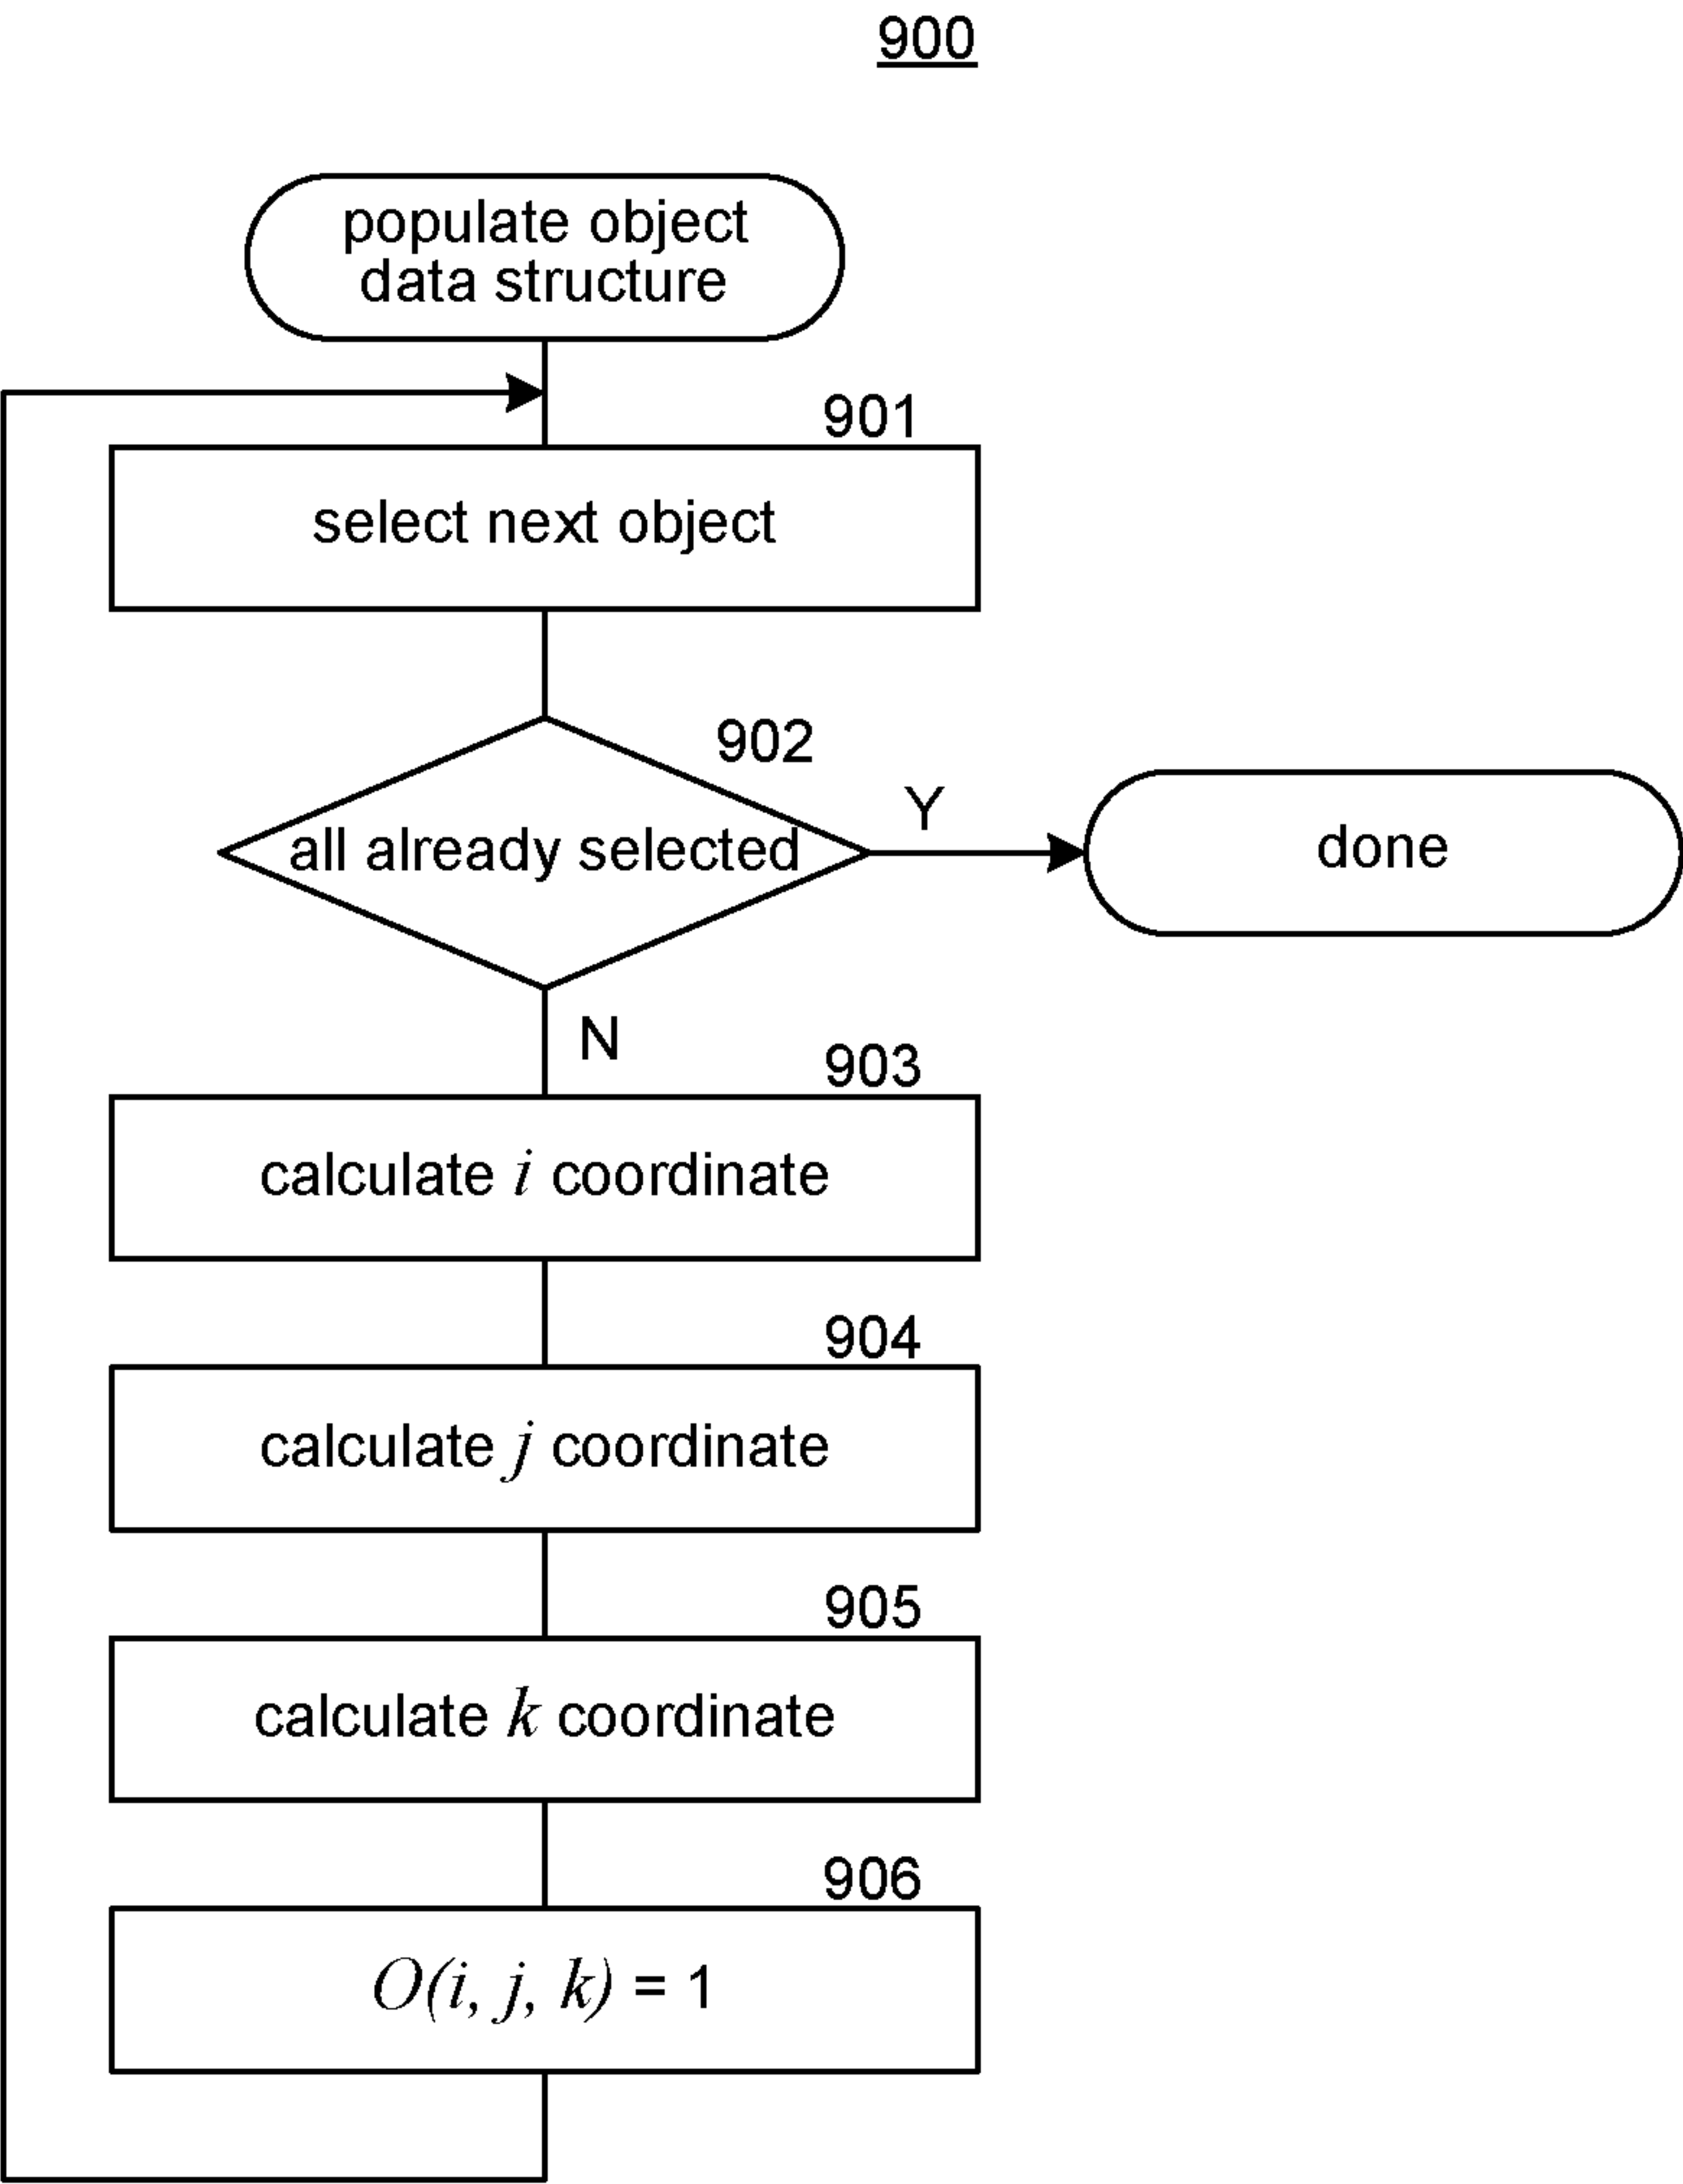 900
populate object
data structure
901
select next object
902
all already selected
Y
done
N
903
calculate i coordinate
904
calculate j coordinate
905
calculate k coordinate
906
O(i, j, k) = 1